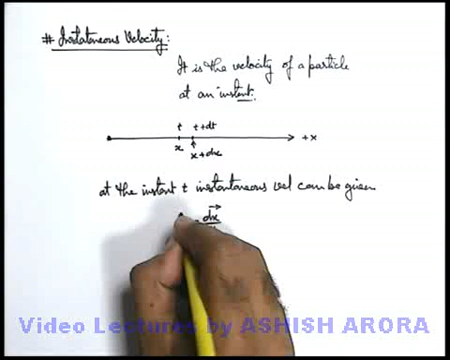 # Instataneous Velocity:
It is the velocity of a particle
at an instant.
t t+dt
x x+dx +x
at the instant t instantaneous vel can be given
= dx
Video Lectures by ASHISH ARORA